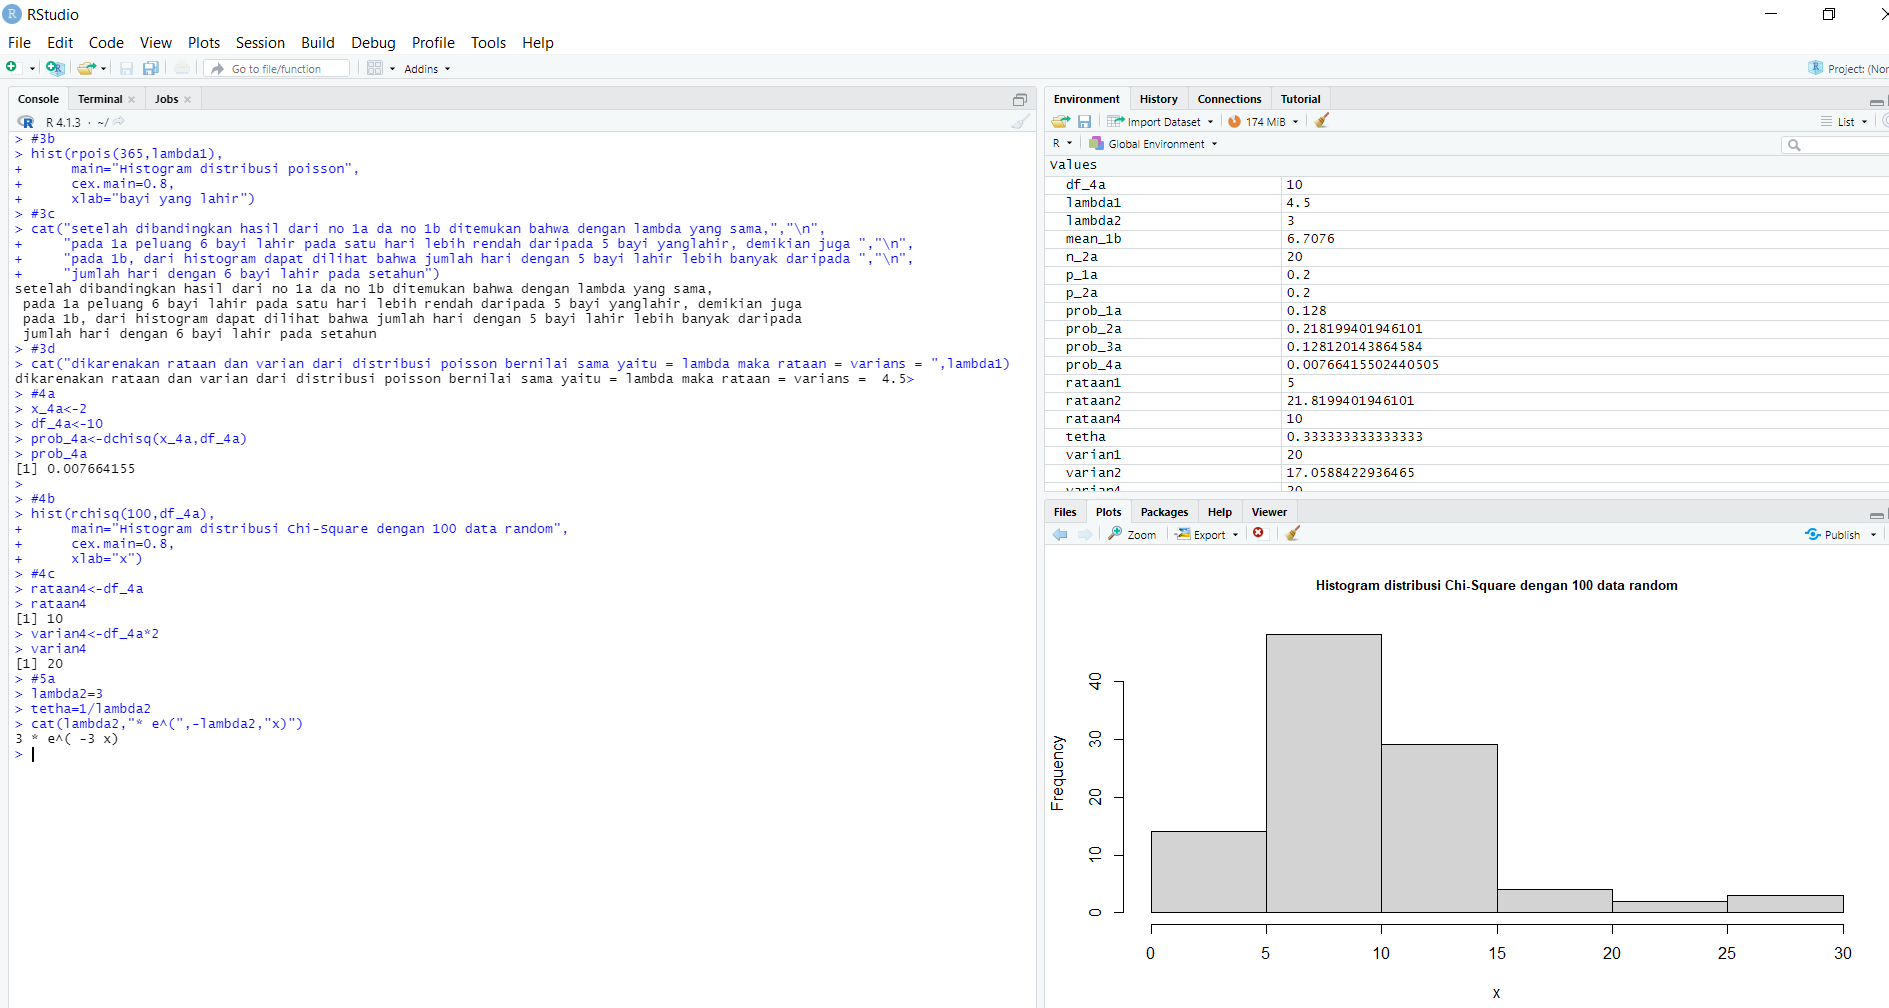 RStudio
File Edit Code View Plots Session Build Debug Profile Tools Help
Go to file/function Addins
Project: (Nor
Console Terminal Jobs
R 4.1.3 · ~/
> #3b
> hist(rpois(365,lambda1),
+ main="Histogram distribusi poisson",
+ cex.main=0.8,
+ xlab="bayi yang lahir")
> #3c
> cat("setelah dibandingkan hasil dari no 1a da no 1b ditemukan bahwa dengan lambda yang sama,","\n",
+ "pada 1a peluang 6 bayi lahir pada satu hari lebih rendah daripada 5 bayi yanglahir, demikian juga ","\n",
+ "pada 1b, dari histogram dapat dilihat bahwa jumlah hari dengan 5 bayi lahir lebih banyak daripada ","\n",
+ "jumlah hari dengan 6 bayi lahir pada setahun")
setelah dibandingkan hasil dari no 1a da no 1b ditemukan bahwa dengan lambda yang sama,
pada 1a peluang 6 bayi lahir pada satu hari lebih rendah daripada 5 bayi yanglahir, demikian juga
pada 1b, dari histogram dapat dilihat bahwa jumlah hari dengan 5 bayi lahir lebih banyak daripada
jumlah hari dengan 6 bayi lahir pada setahun
> #3d
> cat("dikarenakan rataan dan varian dari distribusi poisson bernilai sama yaitu = lambda maka rataan = varians = ",lambda1)
dikarenakan rataan dan varian dari distribusi poisson bernilai sama yaitu = lambda maka rataan = varians =  4.5>
> #4a
> x_4a<-2
> df_4a<-10
> prob_4a<-dchisq(x_4a,df_4a)
> prob_4a
[1] 0.007664155
>
> #4b
> hist(rchisq(100,df_4a),
+ main="Histogram distribusi Chi-Square dengan 100 data random",
+ cex.main=0.8,
+ xlab="x")
> #4c
> rataan4<-df_4a
> rataan4
[1] 10
> varian4<-df_4a*2
> varian4
[1] 20
> #5a
> lambda2=3
> tetha=1/lambda2
> cat(lambda2,"* e^(",-lambda2,"x)")
3 * e^( -3 x)
>
Environment History Connections Tutorial
Import Dataset 174 MiB List
R Global Environment
Values
df_4a 10
lambda1 4.5
lambda2 3
mean_1b 6.7076
n_2a 20
p_1a 0.2
p_2a 0.2
prob_1a 0.128
prob_2a 0.218199401946101
prob_3a 0.128120143864584
prob_4a 0.00766415502440505
rataan1 5
rataan2 21.8199401946101
rataan4 10
tetha 0.333333333333333
varian1 20
varian2 17.0588422936465
varian4 20
Files Plots Packages Help Viewer
Zoom Export Publish
Histogram distribusi Chi-Square dengan 100 data random
Frequency
40
30
20
10
0
0 5 10 15 20 25 30
x